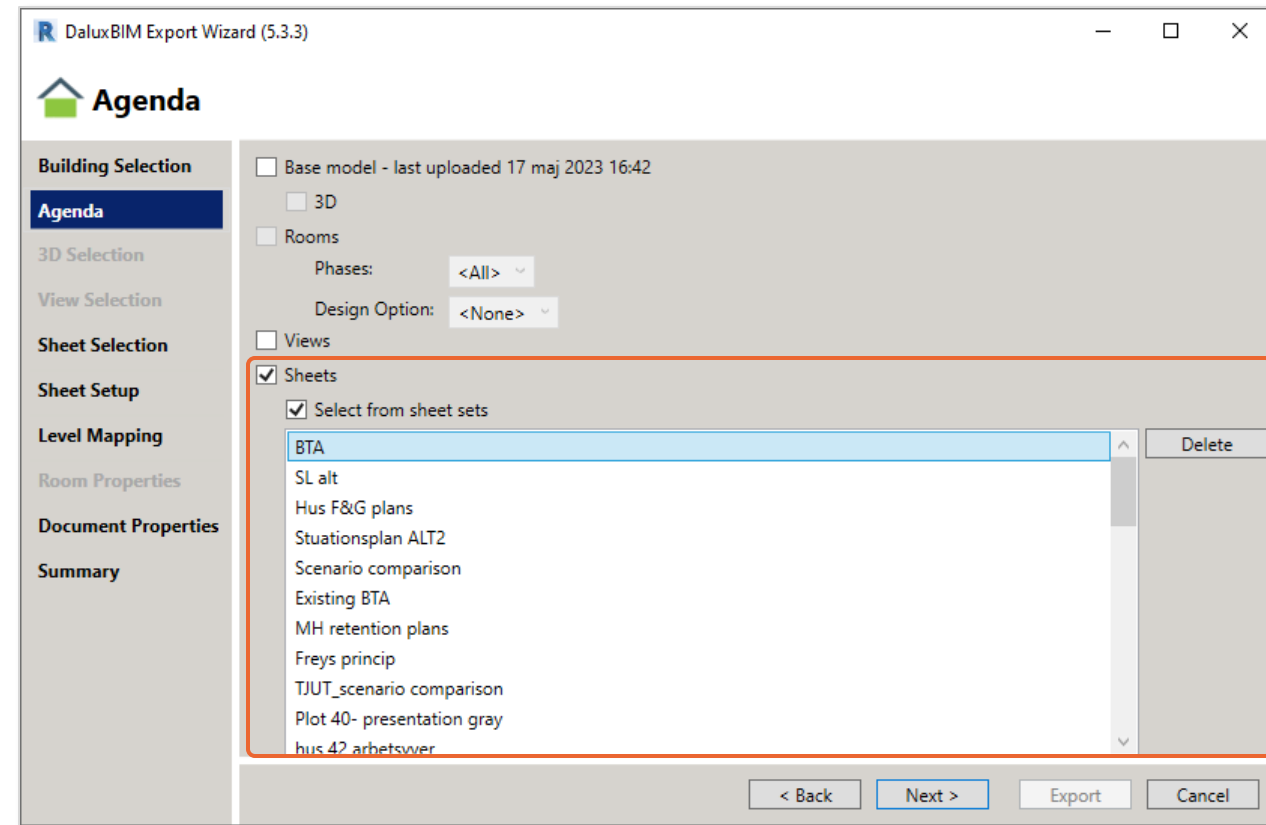 DaluxBIM Export Wizard (5.3.3)
Agenda
Building Selection
Agenda
3D Selection
View Selection
Sheet Selection
Sheet Setup
Level Mapping
Room Properties
Document Properties
Summary
Base model - last uploaded 17 maj 2023 16:42
3D
Rooms
Phases: <All>
Design Option: <None>
Views
Sheets
Select from sheet sets
BTA
SL alt
Hus F&G plans
Stuationsplan ALT2
Scenario comparison
Existing BTA
MH retention plans
Freys princip
TJUT_scenario comparison
Plot 40- presentation gray
hus 42 arbetsvyer
Delete
< Back Next > Export Cancel